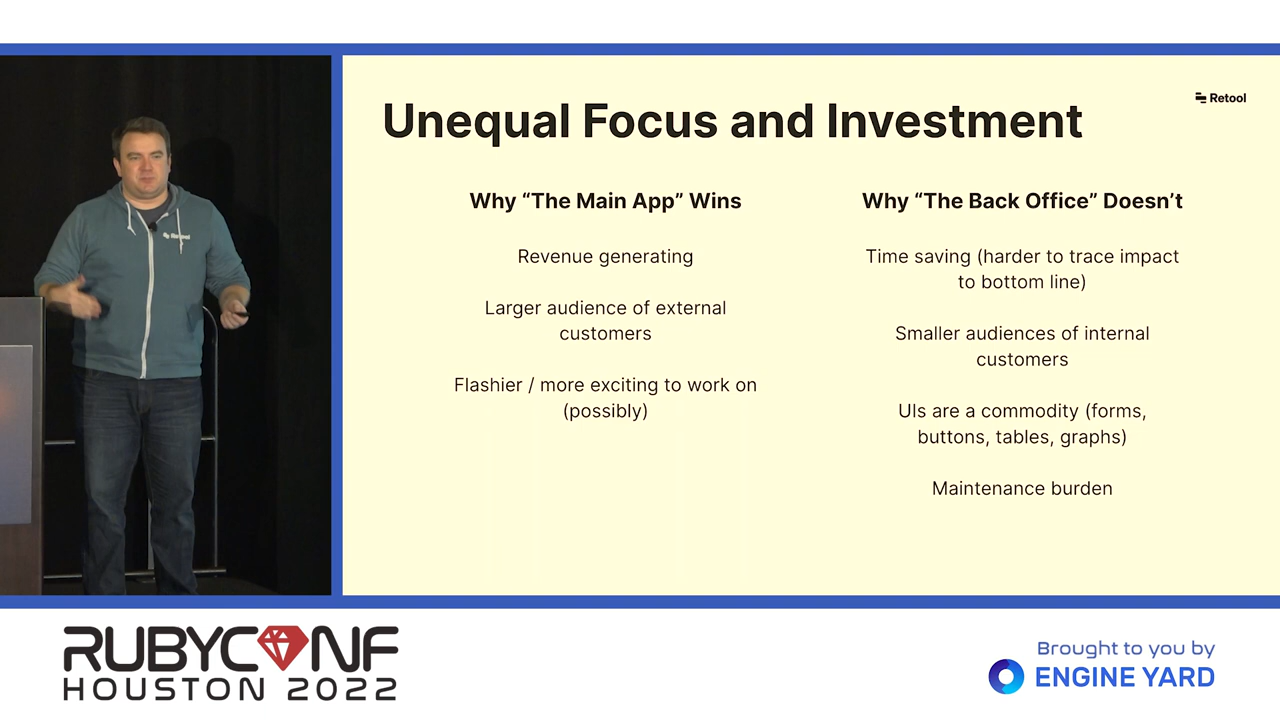 Unequal Focus and Investment
Retool
Why “The Main App” Wins
Revenue generating
Larger audience of external
customers
Flashier / more exciting to work on
(possibly)
Why “The Back Office” Doesn’t
Time saving (harder to trace impact
to bottom line)
Smaller audiences of internal
customers
UIs are a commodity (forms,
buttons, tables, graphs)
Maintenance burden
Retool
RUBYCONF
HOUSTON 2022
Brought to you by
ENGINE YARD